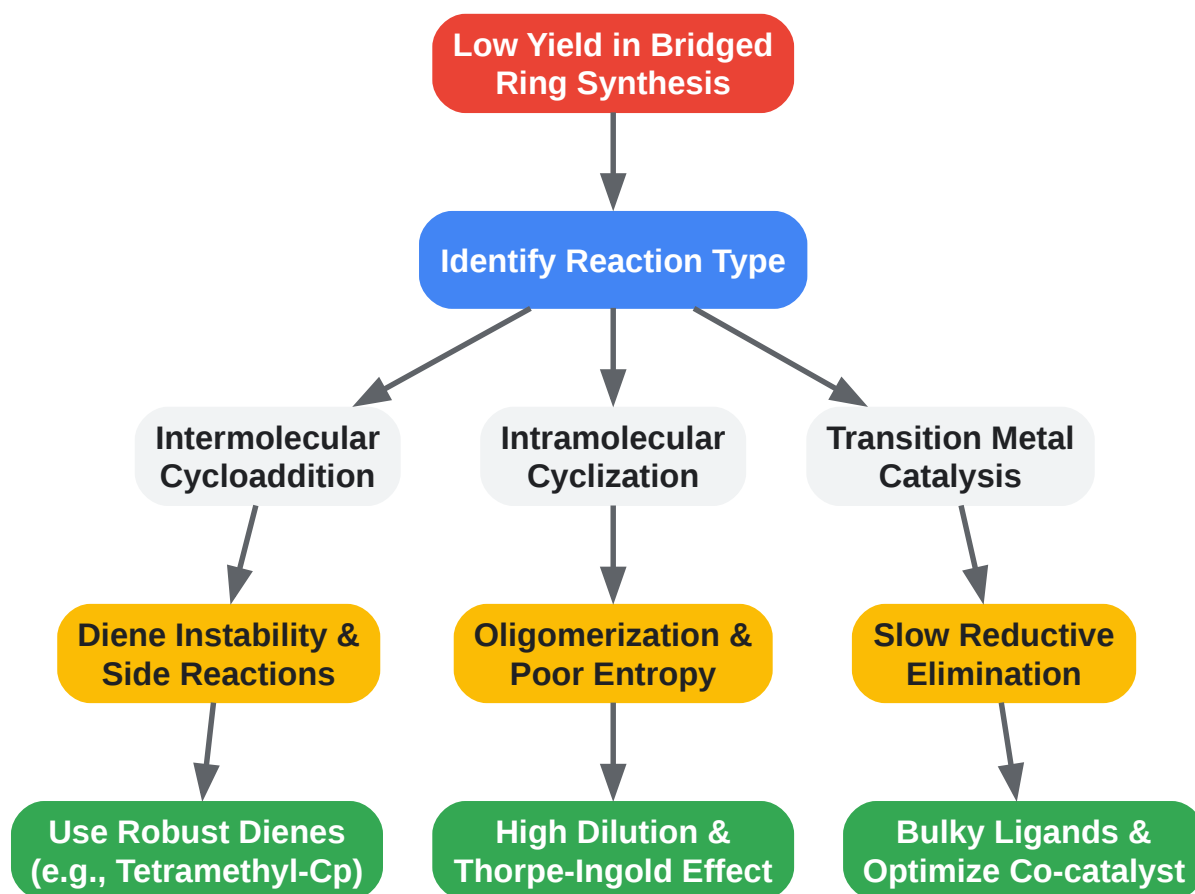 Low Yield in Bridged
Ring Synthesis
Identify Reaction Type
Intermolecular
Cycloaddition
Intramolecular
Cyclization
Transition Metal
Catalysis
Diene Instability &
Side Reactions
Oligomerization &
Poor Entropy
Slow Reductive
Elimination
Use Robust Dienes
(e.g., Tetramethyl-Cp)
High Dilution &
Thorpe-Ingold Effect
Bulky Ligands &
Optimize Co-catalyst